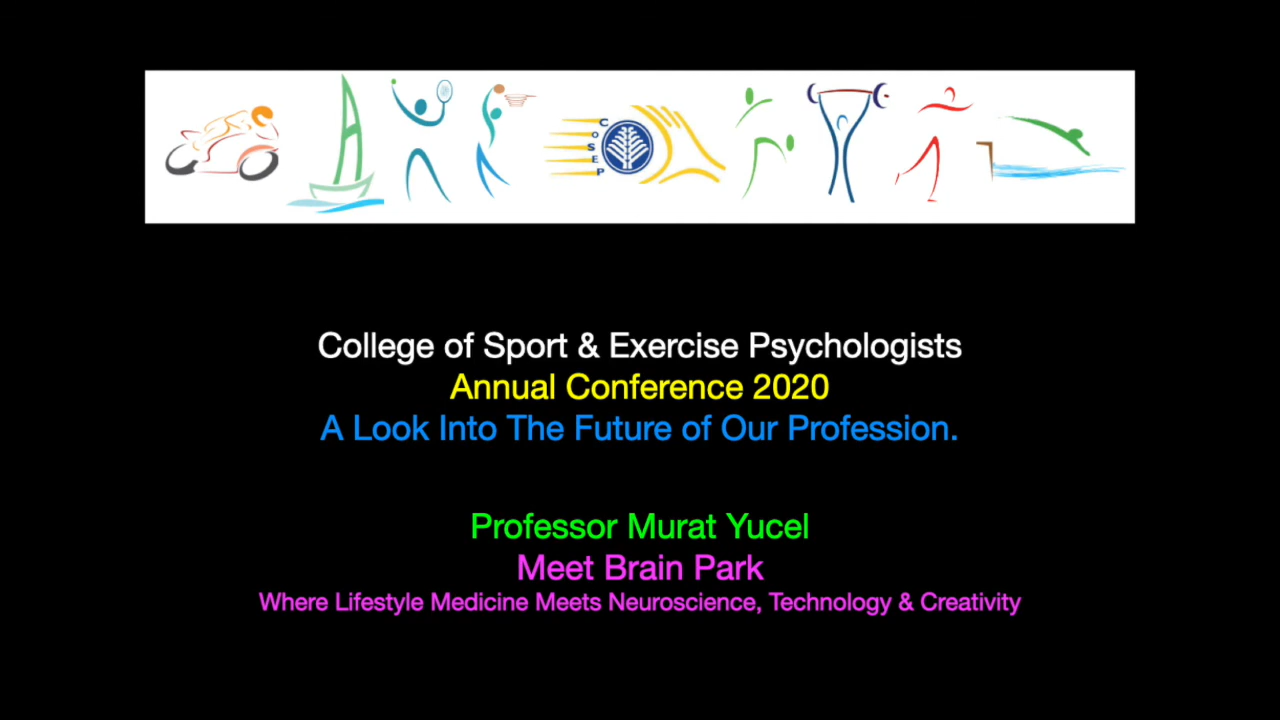 COSEP
College of Sport & Exercise Psychologists
Annual Conference 2020
A Look Into The Future of Our Profession.
Professor Murat Yucel
Meet Brain Park
Where Lifestyle Medicine Meets Neuroscience, Technology & Creativity